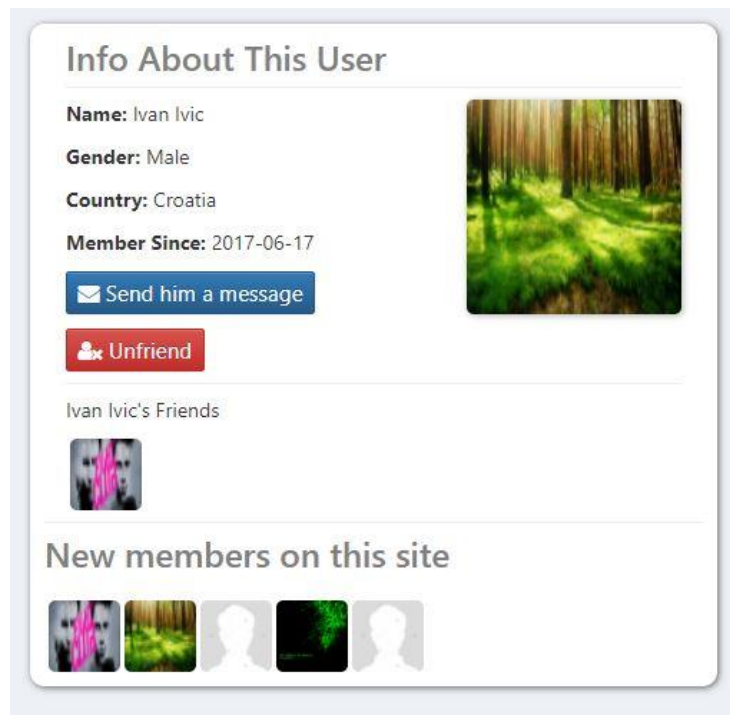 Info About This User
Name: Ivan Ivic
Gender: Male
Country: Croatia
Member Since: 2017-06-17
Send him a message
Unfriend
Ivan Ivic's Friends
New members on this site